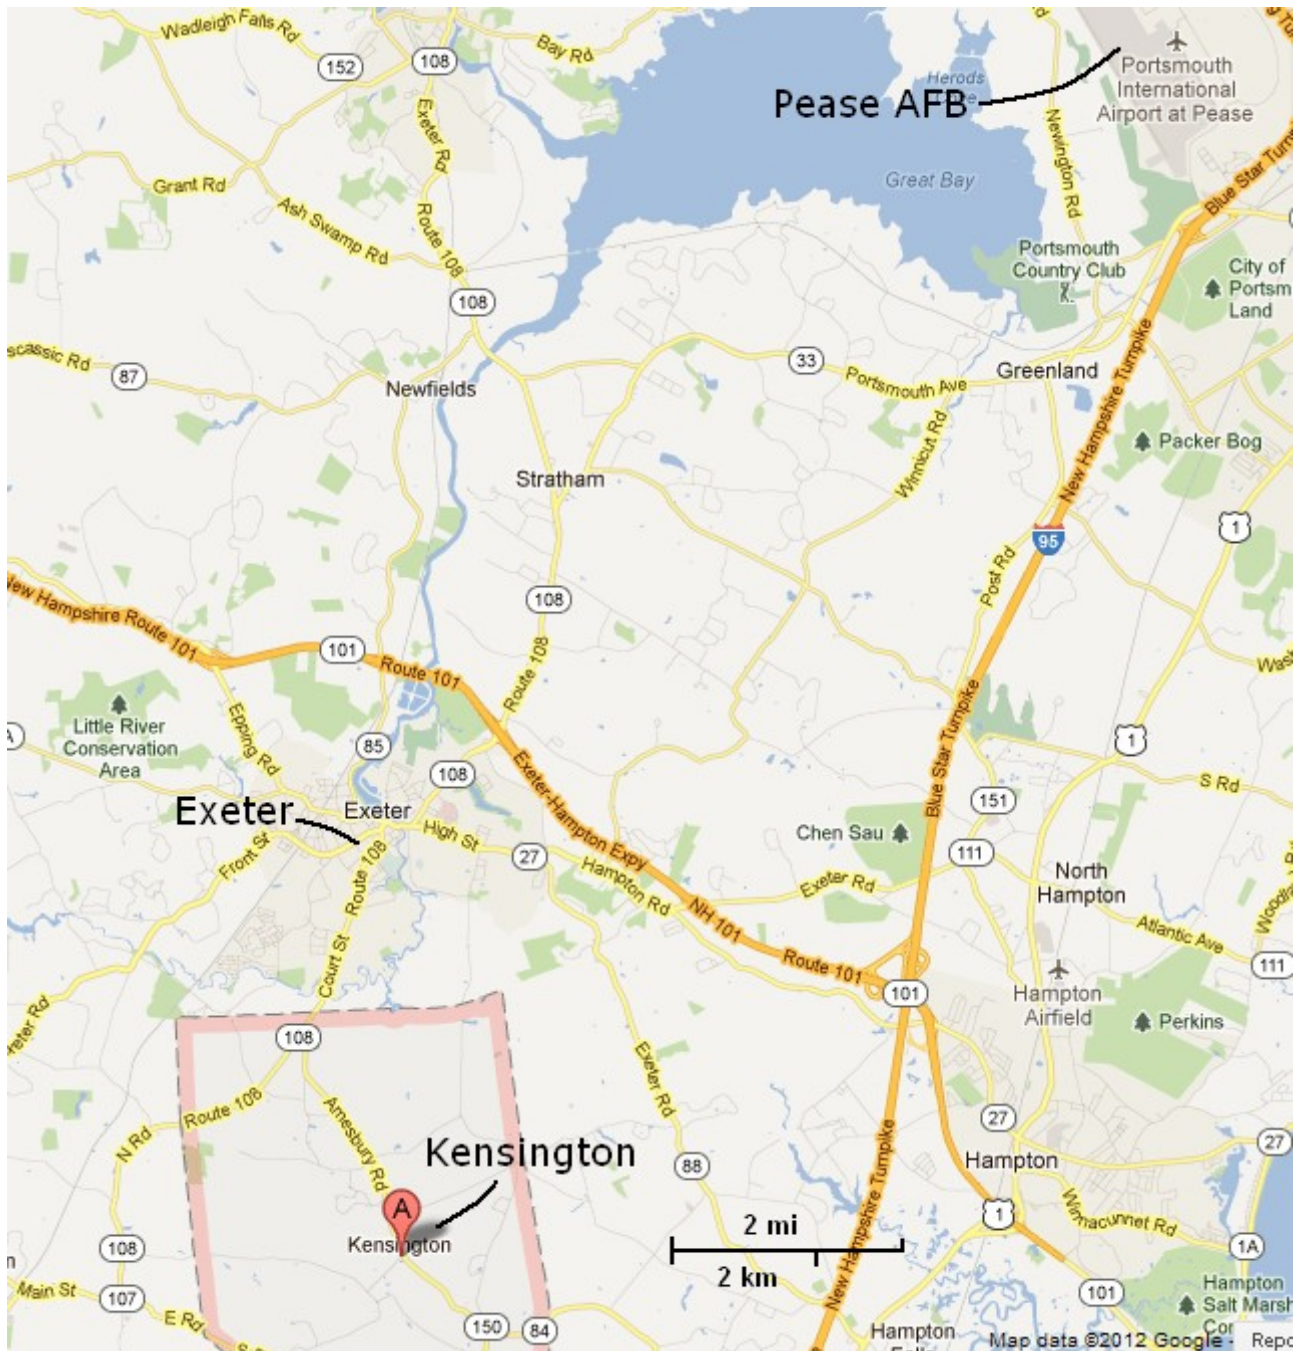 Wadleigh Falls Rd
152
108
Bay Rd
Exeter Rd
Grant Rd
Ash Swamp Rd
Route 108
108
87
Newfields
Herods
Pease AFB
Portsmouth
International
Airport at Pease
Newington Rd
Great Bay
Blue Star Turn
Portsmouth
Country Club
City of
Portsm
Land
33
Portsmouth Ave
Greenland
New Hampshire Turnpike
Winnicut Rd
Packer Bog
Stratham
1
95
Post Rd
108
Route 108
New Hampshire Route 101
101
Route 101
Little River
Conservation
Area
Epping Rd
85
108
Exeter-Hampton Expy
Blue Star Turnpike
1
S Rd
151
Exeter
Exeter
High St
Front St
Route 108
27
Hampton Rd
Chen Sau
111
Exeter Rd
North
Hampton
NH 101
Route 101
Atlantic Ave
111
Court St
101
Hampton
Airfield
Perkins
108
Route 108
N Rd
Amesbury Rd
Exeter Rd
Kensington
A
Kensington
88
27
Hampton
27
1
Winnacunnet Rd
1A
2 mi
2 km
New Hampshire Turnpike
New Hampshire Turnpike
108
107
Main St
E Rd
150
84
101
Hampton
Salt Marsh
Hampton
Map data ©2012 Google -